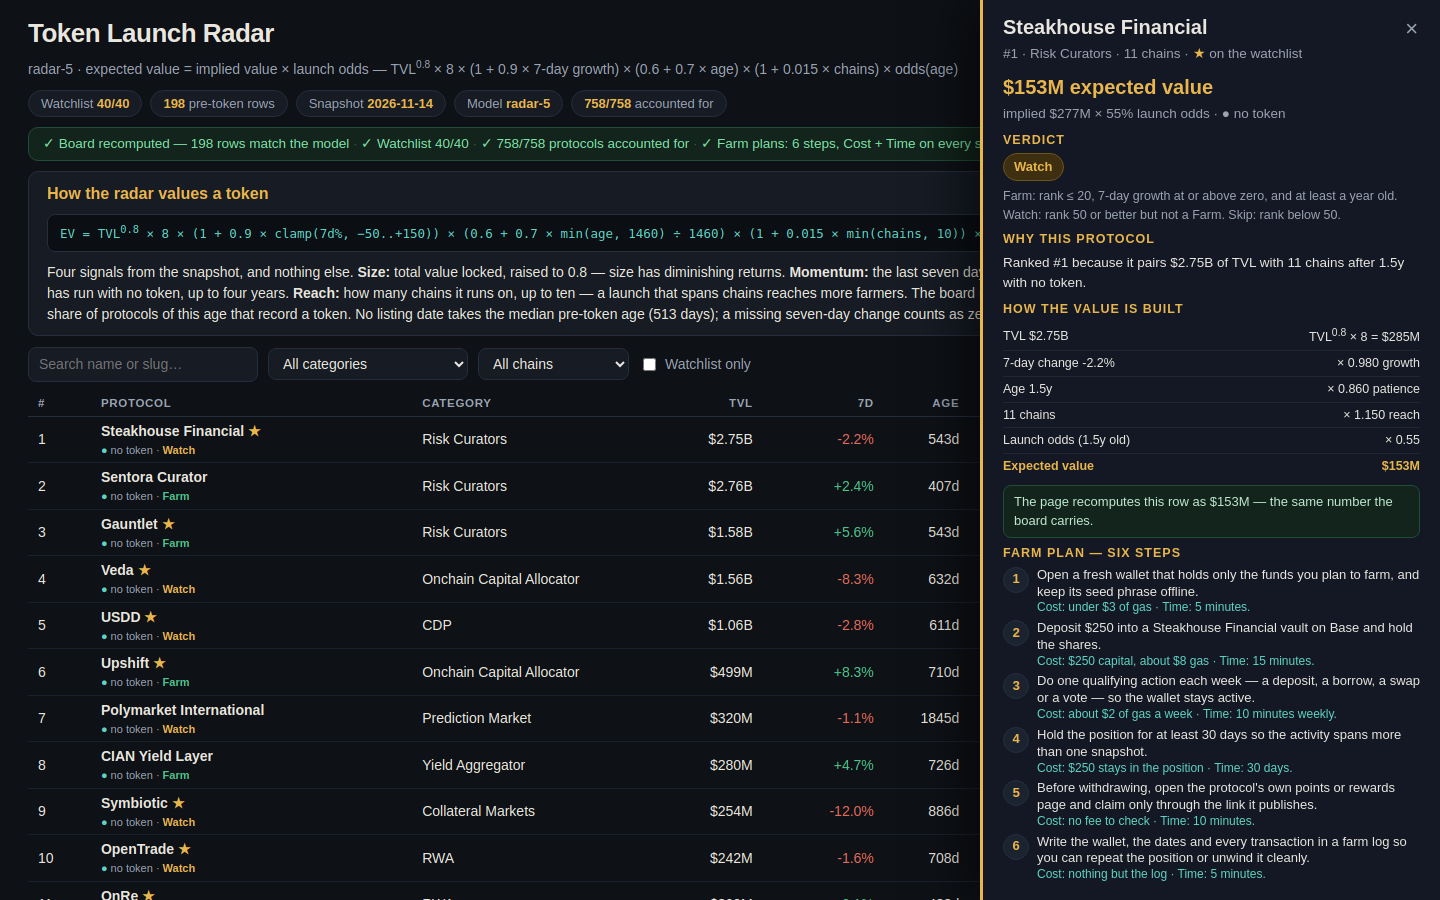 Token Launch Radar
radar-5 · expected value = implied value × launch odds — TVL0.8 × 8 × (1 + 0.9 × 7-day growth) × (0.6 + 0.7 × age) × (1 + 0.015 × chains) × odds(age)
Watchlist 40/40
198 pre-token rows
Snapshot 2026-11-14
Model radar-5
758/758 accounted for
✓ Board recomputed — 198 rows match the model · ✓ Watchlist 40/40 · ✓ 758/758 protocols accounted for · ✓ Farm plans: 6 steps, Cost + Time on every
How the radar values a token
EV = TVL0.8 × 8 × (1 + 0.9 × clamp(7d%, −50..+150)) × (0.6 + 0.7 × min(age, 1460) ÷ 1460) × (1 + 0.015 × min(chains, 10)) ×
Four signals from the snapshot, and nothing else. Size: total value locked, raised to 0.8 — size has diminishing returns. Momentum: the last seven
has run with no token, up to four years. Reach: how many chains it runs on, up to ten — a launch that spans chains reaches more farmers. The board
share of protocols of this age that record a token. No listing date takes the median pre-token age (513 days); a missing seven-day change counts as
Search name or slug…
All categories
All chains
Watchlist only
# PROTOCOL CATEGORY TVL 7D AGE
1 Steakhouse Financial ★ Risk Curators $2.75B -2.2% 543d
● no token · Watch
2 Sentora Curator Risk Curators $2.76B +2.4% 407d
● no token · Farm
3 Gauntlet ★ Risk Curators $1.58B +5.6% 543d
● no token · Farm
4 Veda ★ Onchain Capital Allocator $1.56B -8.3% 632d
● no token · Watch
5 USDD ★ CDP $1.06B -2.8% 611d
● no token · Watch
6 Upshift ★ Onchain Capital Allocator $499M +8.3% 710d
● no token · Farm
7 Polymarket International Prediction Market $320M -1.1% 1845d
● no token · Watch
8 CIAN Yield Layer Yield Aggregator $280M +4.7% 726d
● no token · Farm
9 Symbiotic ★ Collateral Markets $254M -12.0% 886d
● no token · Watch
10 OpenTrade ★ RWA $242M -1.6% 708d
● no token · Watch
OnRe ★
Steakhouse Financial ×
#1 · Risk Curators · 11 chains · ★ on the watchlist
$153M expected value
implied $277M × 55% launch odds · ● no token
VERDICT
Watch
Farm: rank ≤ 20, 7-day growth at or above zero, and at least a year old.
Watch: rank 50 or better but not a Farm. Skip: rank below 50.
WHY THIS PROTOCOL
Ranked #1 because it pairs $2.75B of TVL with 11 chains after 1.5y
with no token.
HOW THE VALUE IS BUILT
TVL $2.75B TVL0.8 × 8 = $285M
7-day change -2.2% × 0.980 growth
Age 1.5y × 0.860 patience
11 chains × 1.150 reach
Launch odds (1.5y old) × 0.55
Expected value $153M
The page recomputes this row as $153M — the same number the
board carries.
FARM PLAN — SIX STEPS
1 Open a fresh wallet that holds only the funds you plan to farm, and
keep its seed phrase offline.
Cost: under $3 of gas · Time: 5 minutes.
2 Deposit $250 into a Steakhouse Financial vault on Base and hold
the shares.
Cost: $250 capital, about $8 gas · Time: 15 minutes.
3 Do one qualifying action each week — a deposit, a borrow, a swap
or a vote — so the wallet stays active.
Cost: about $2 of gas a week · Time: 10 minutes weekly.
4 Hold the position for at least 30 days so the activity spans more
than one snapshot.
Cost: $250 stays in the position · Time: 30 days.
5 Before withdrawing, open the protocol's own points or rewards
page and claim only through the link it publishes.
Cost: no fee to check · Time: 10 minutes.
6 Write the wallet, the dates and every transaction in a farm log so
you can repeat the position or unwind it cleanly.
Cost: nothing but the log · Time: 5 minutes.